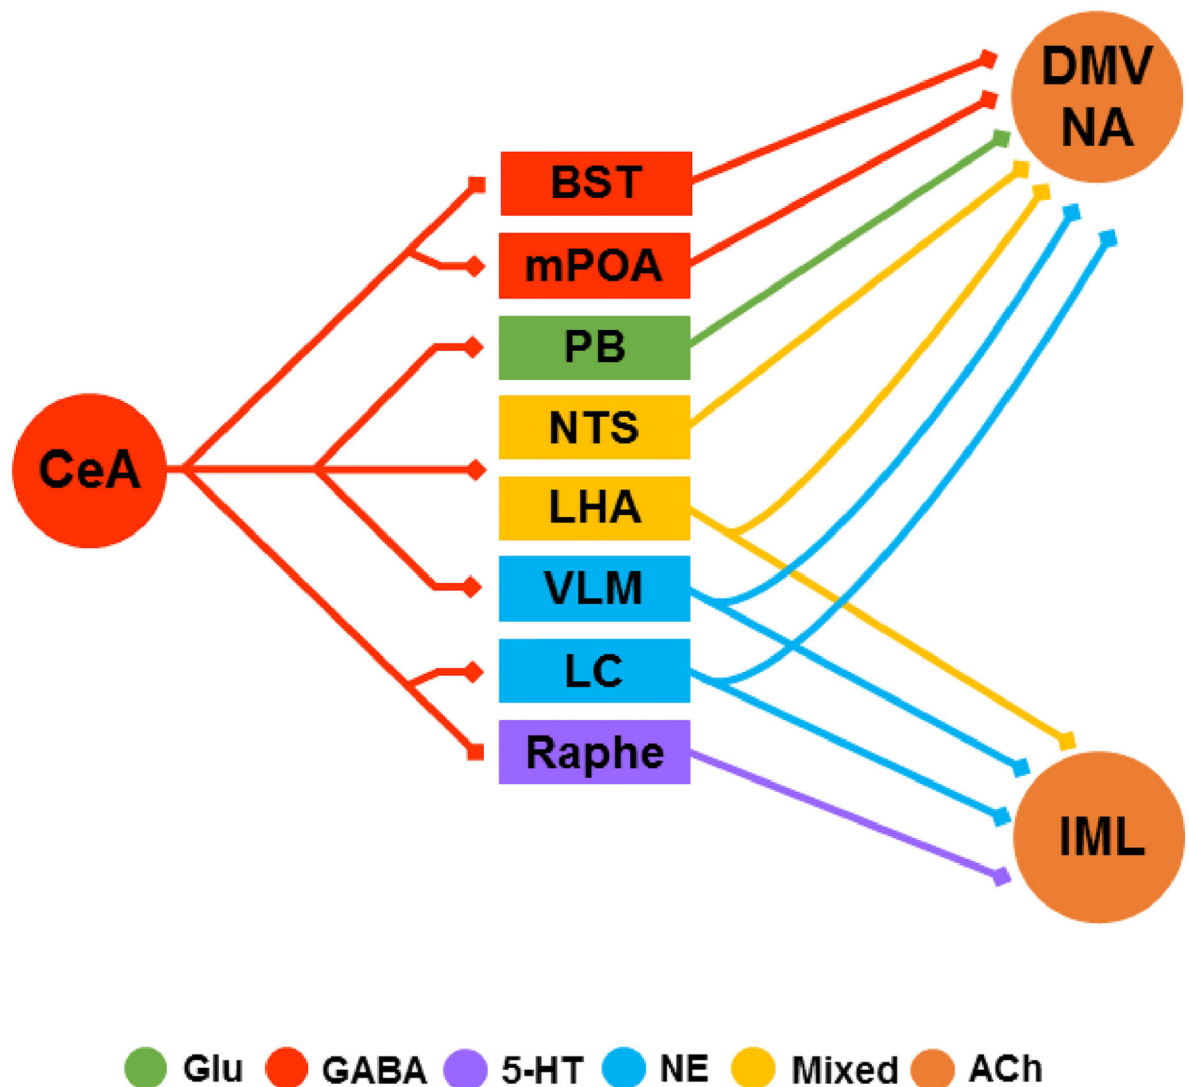 DMV
NA
BST
mPOA
PB
NTS
CeA
LHA
VLM
LC
Raphe
IML
Glu GABA 5-HT NE Mixed ACh